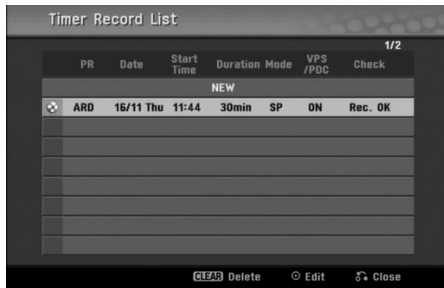 Timer Record List
1/2
PR Date Start Time Duration Mode VPS /PDC Check
NEW
ARD 16/11 Thu 11:44 30min SP ON Rec. OK
CLEAR Delete Edit Close